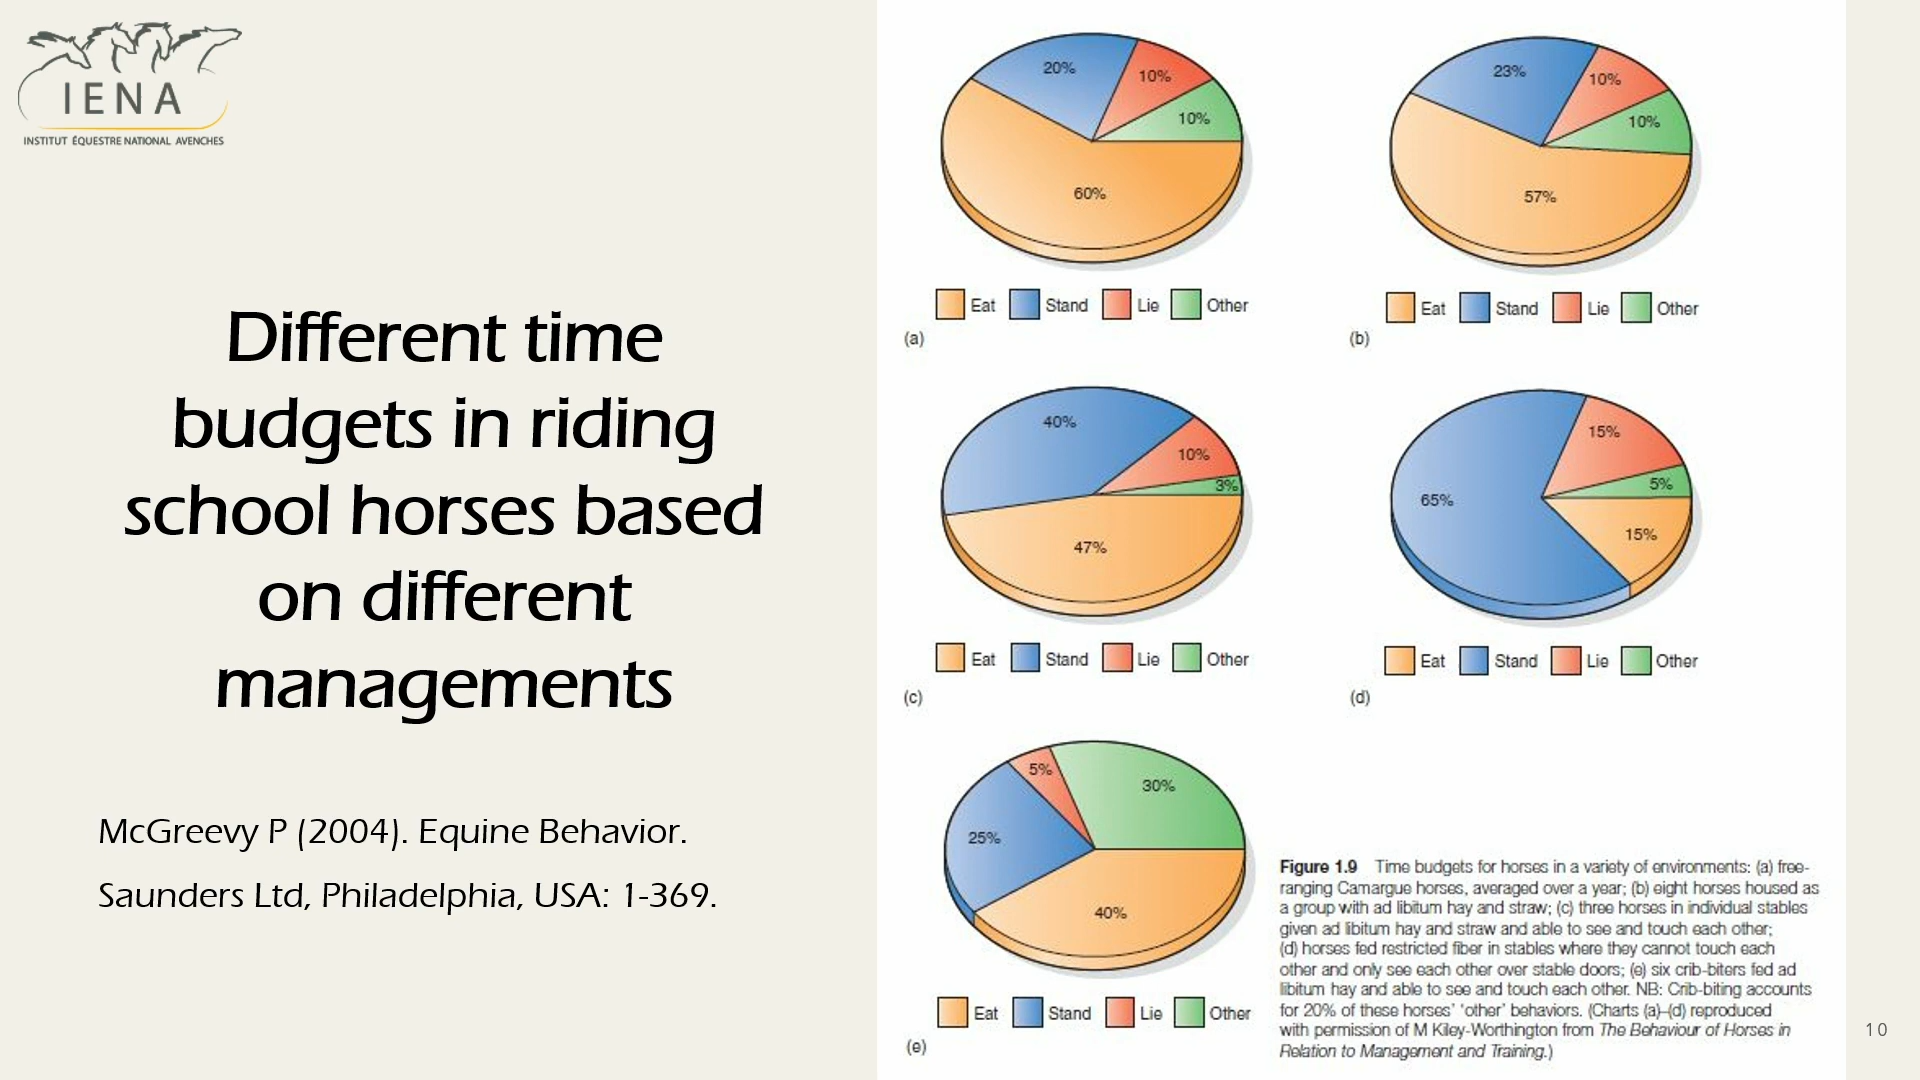 IENA
INSTITUT ÉQUESTRE NATIONAL AVENCHES
Different time
budgets in riding
school horses based
on different
managements
McGreevy P (2004). Equine Behavior.
Saunders Ltd, Philadelphia, USA: 1-369.
20%
10%
10%
60%
Eat Stand Lie Other
(a)
23%
10%
10%
57%
Eat Stand Lie Other
(b)
40%
10%
3%
47%
Eat Stand Lie Other
(c)
65%
15%
5%
15%
Eat Stand Lie Other
(d)
5%
30%
25%
40%
Eat Stand Lie Other
(e)
Figure 1.9 Time budgets for horses in a variety of environments: (a) free-
ranging Camargue horses, averaged over a year; (b) eight horses housed as
a group with ad libitum hay and straw; (c) three horses in individual stables
given ad libitum hay and straw and able to see and touch each other;
(d) horses fed restricted fiber in stables where they cannot touch each
other and only see each other over stable doors; (e) six crib-biters fed ad
libitum hay and able to see and touch each other. NB: Crib-biting accounts
for 20% of these horses' 'other' behaviors. (Charts (a)–(d) reproduced
with permission of M Kiley-Worthington from The Behaviour of Horses in
Relation to Management and Training.)
10